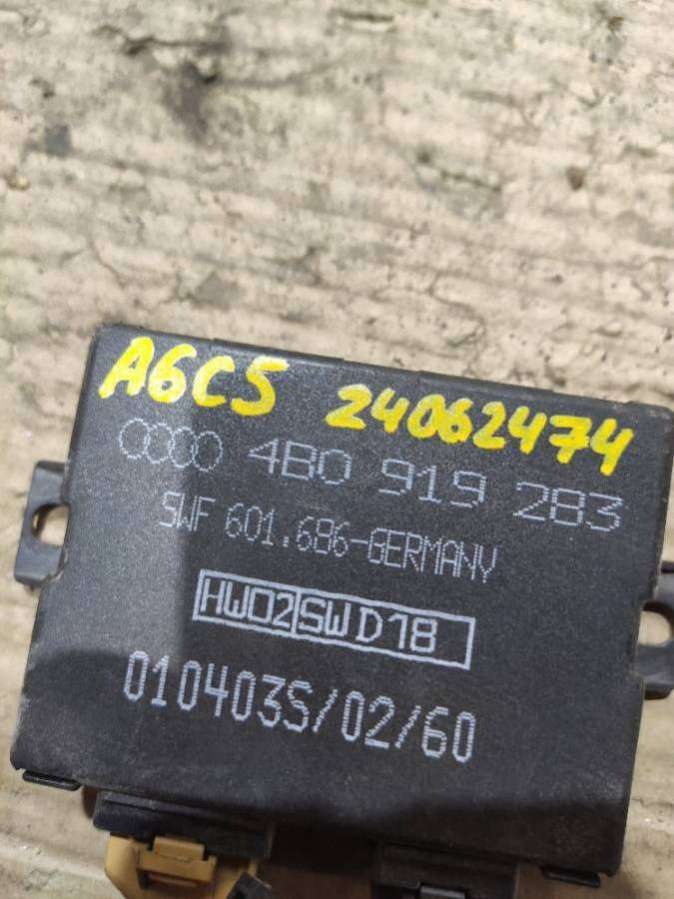 A6C5 24062474
4B0 919 283
SWF 601.686-GERMANY
HW02 SW D18
010403S/02/60